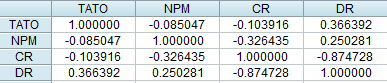 TATO NPM CR DR
TATO 1.000000 -0.085047 -0.103916 0.366392
NPM -0.085047 1.000000 -0.326435 0.250281
CR -0.103916 -0.326435 1.000000 -0.874728
DR 0.366392 0.250281 -0.874728 1.000000